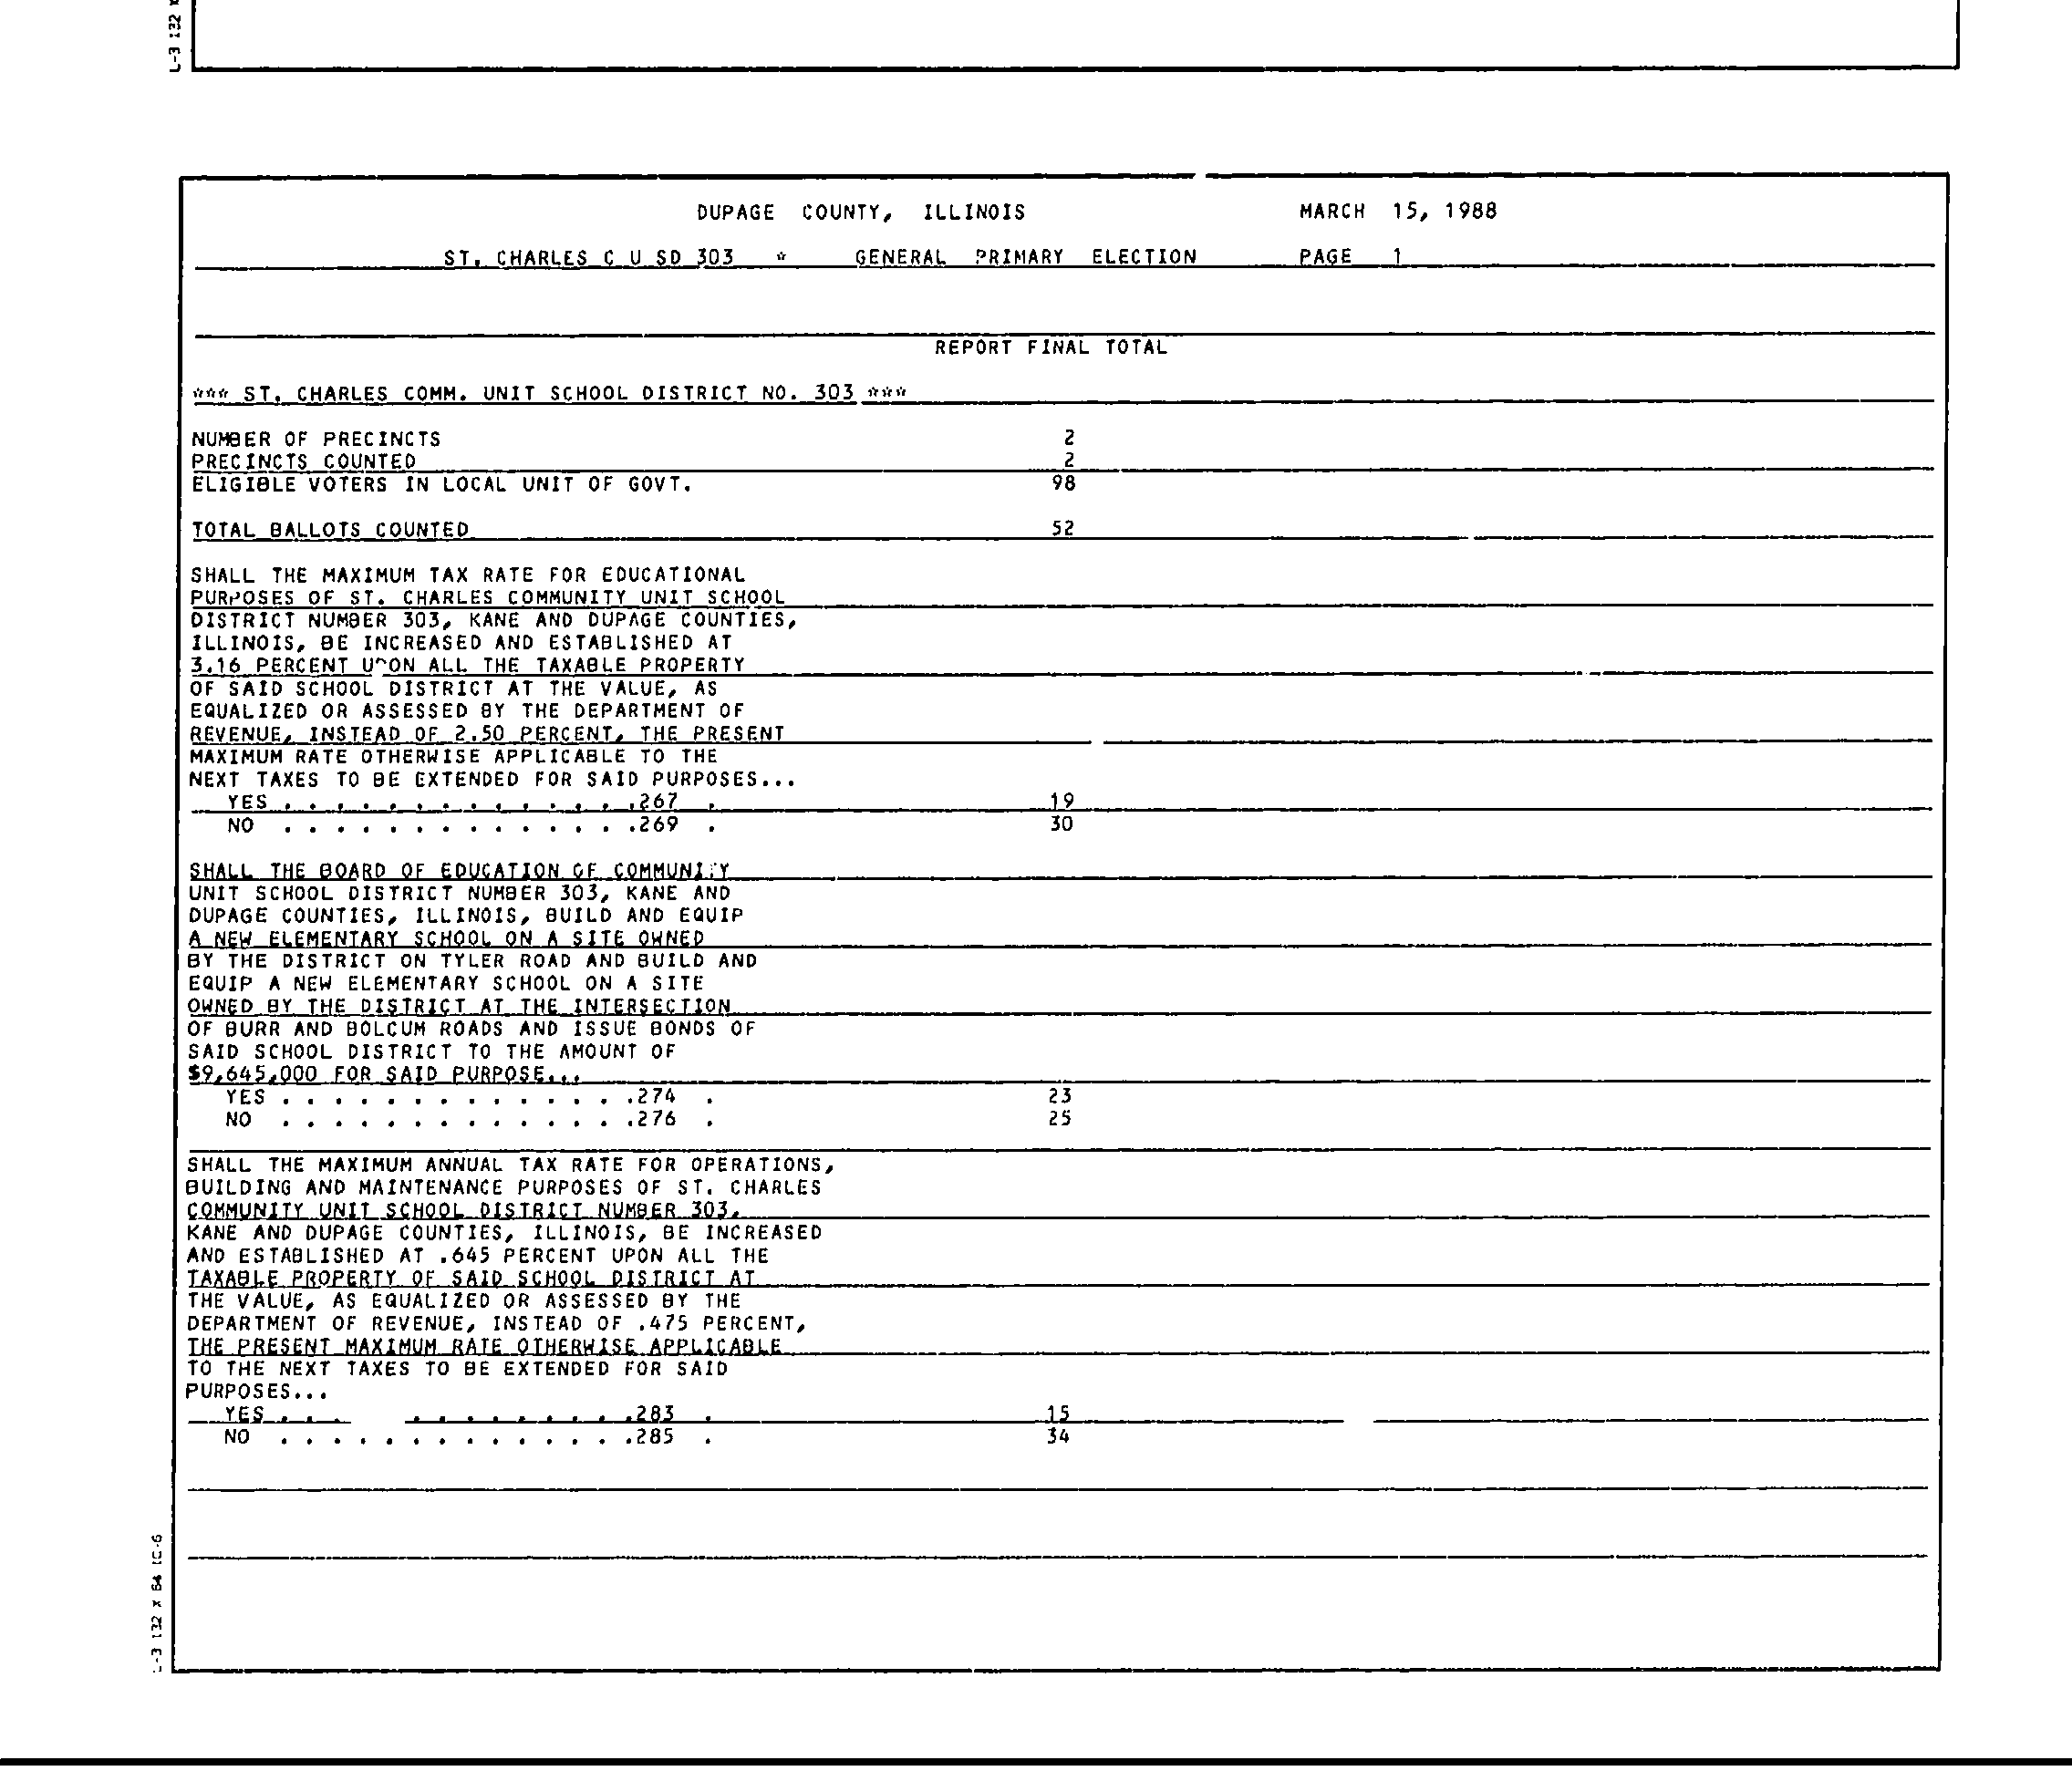 L-3 132 x
DUPAGE COUNTY, ILLINOIS MARCH 15, 1988
ST. CHARLES C U SD 303 * GENERAL PRIMARY ELECTION PAGE 1
REPORT FINAL TOTAL
*** ST. CHARLES COMM. UNIT SCHOOL DISTRICT NO. 303 ***
NUMBER OF PRECINCTS 2
PRECINCTS COUNTED 2
ELIGIBLE VOTERS IN LOCAL UNIT OF GOVT. 98
TOTAL BALLOTS COUNTED 52
SHALL THE MAXIMUM TAX RATE FOR EDUCATIONAL
PURPOSES OF ST. CHARLES COMMUNITY UNIT SCHOOL
DISTRICT NUMBER 303, KANE AND DUPAGE COUNTIES,
ILLINOIS, BE INCREASED AND ESTABLISHED AT
3.16 PERCENT UPON ALL THE TAXABLE PROPERTY
OF SAID SCHOOL DISTRICT AT THE VALUE, AS
EQUALIZED OR ASSESSED BY THE DEPARTMENT OF
REVENUE, INSTEAD OF 2.50 PERCENT, THE PRESENT
MAXIMUM RATE OTHERWISE APPLICABLE TO THE
NEXT TAXES TO BE EXTENDED FOR SAID PURPOSES...
YES . . . . . . . . . . . . . .267 . 19
NO . . . . . . . . . . . . . .269 . 30
SHALL THE BOARD OF EDUCATION OF COMMUNITY
UNIT SCHOOL DISTRICT NUMBER 303, KANE AND
DUPAGE COUNTIES, ILLINOIS, BUILD AND EQUIP
A NEW ELEMENTARY SCHOOL ON A SITE OWNED
BY THE DISTRICT ON TYLER ROAD AND BUILD AND
EQUIP A NEW ELEMENTARY SCHOOL ON A SITE
OWNED BY THE DISTRICT AT THE INTERSECTION
OF BURR AND BOLCUM ROADS AND ISSUE BONDS OF
SAID SCHOOL DISTRICT TO THE AMOUNT OF
$9,645,000 FOR SAID PURPOSE...
YES . . . . . . . . . . . . . .274 . 23
NO . . . . . . . . . . . . . .276 . 25
SHALL THE MAXIMUM ANNUAL TAX RATE FOR OPERATIONS,
BUILDING AND MAINTENANCE PURPOSES OF ST. CHARLES
COMMUNITY UNIT SCHOOL DISTRICT NUMBER 303,
KANE AND DUPAGE COUNTIES, ILLINOIS, BE INCREASED
AND ESTABLISHED AT .645 PERCENT UPON ALL THE
TAXABLE PROPERTY OF SAID SCHOOL DISTRICT AT
THE VALUE, AS EQUALIZED OR ASSESSED BY THE
DEPARTMENT OF REVENUE, INSTEAD OF .475 PERCENT,
THE PRESENT MAXIMUM RATE OTHERWISE APPLICABLE
TO THE NEXT TAXES TO BE EXTENDED FOR SAID
PURPOSES...
YES . . . . . . . . . . . .283 . 15
NO . . . . . . . . . . . . . .285 . 34
L-3 132 x 64 IC-6